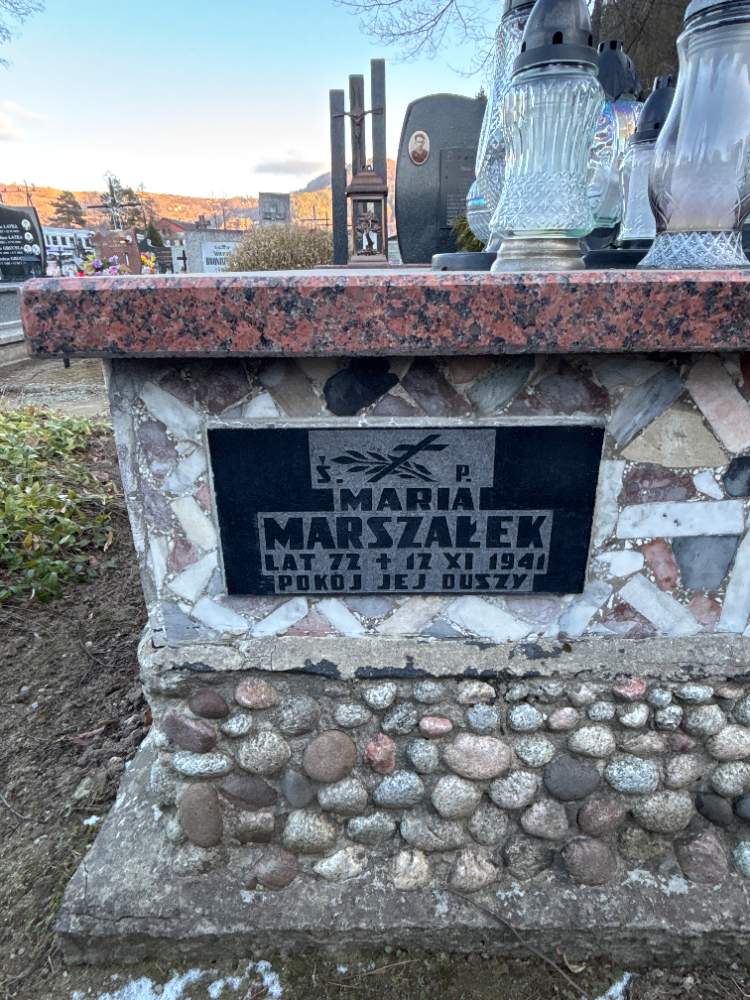 Ś. P.
MARIA
MARSZAŁEK
LAT 72 + 12 XI 1941
POKÓJ JEJ DUSZY